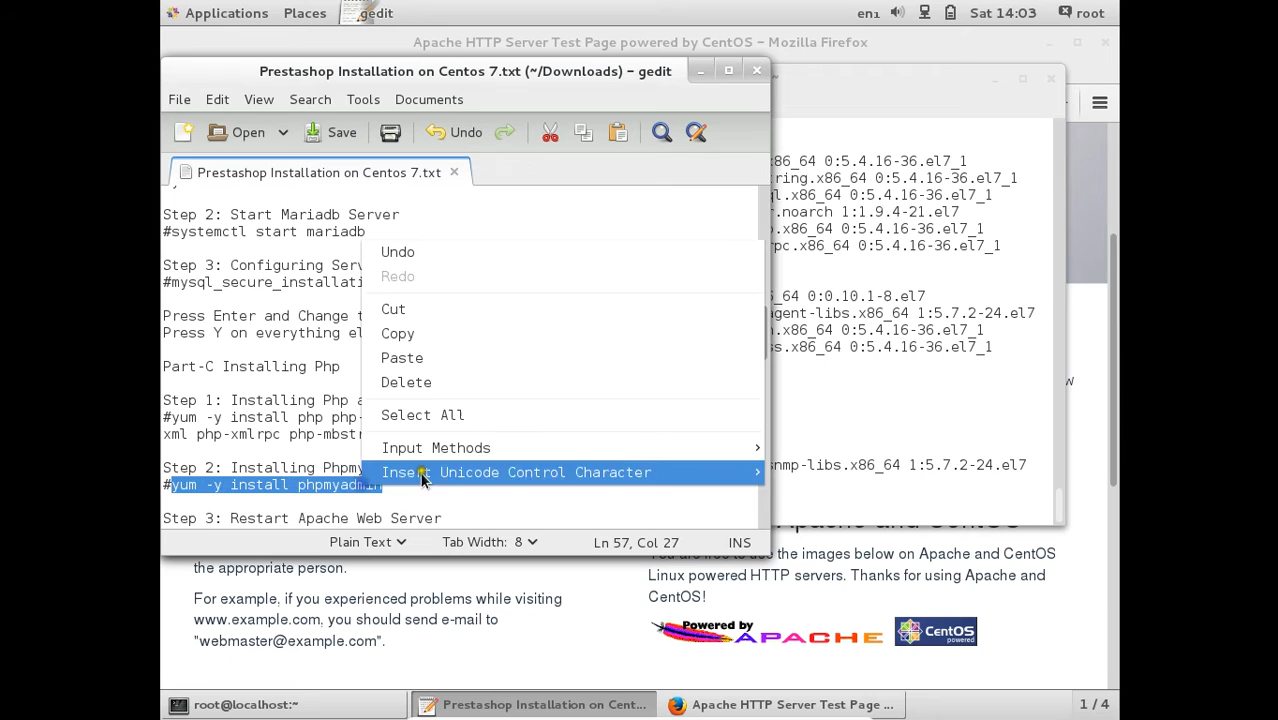 Applications Places gedit en1 Sat 14:03 root
Apache HTTP Server Test Page powered by CentOS - Mozilla Firefox
Prestashop Installation on Centos 7.txt (~/Downloads) - gedit
File Edit View Search Tools Documents
Open Save Undo
Prestashop Installation on Centos 7.txt
Step 2: Start Mariadb Server
#systemctl start mariadb
Step 3: Configuring Serv
#mysql_secure_installati
Press Enter and Change t
Press Y on everything el
Part-C Installing Php
Step 1: Installing Php a
#yum -y install php php-
xml php-xmlrpc php-mbstr
Step 2: Installing Phpmy
#yum -y install phpmyadmin
Step 3: Restart Apache Web Server
Undo
Redo
Cut
Copy
Paste
Delete
Select All
Input Methods
Insert Unicode Control Character
Plain Text Tab Width: 8 Ln 57, Col 27 INS
x86_64 0:5.4.16-36.el7_1
tring.x86_64 0:5.4.16-36.el7_1
ql.x86_64 0:5.4.16-36.el7_1
r.noarch 1:1.9.4-21.el7
p.x86_64 0:5.4.16-36.el7_1
rpc.x86_64 0:5.4.16-36.el7_1
_64 0:0.10.1-8.el7
agent-libs.x86_64 1:5.7.2-24.el7
n.x86_64 0:5.4.16-36.el7_1
ss.x86_64 0:5.4.16-36.el7_1
snmp-libs.x86_64 1:5.7.2-24.el7
the appropriate person.
For example, if you experienced problems while visiting
www.example.com, you should send e-mail to
"webmaster@example.com".
You are free to use the images below on Apache and CentOS
Linux powered HTTP servers. Thanks for using Apache and
CentOS!
Powered by
APACHE
CentOS
powered
root@localhost:~ Prestashop Installation on Cent... Apache HTTP Server Test Page ... 1 / 4